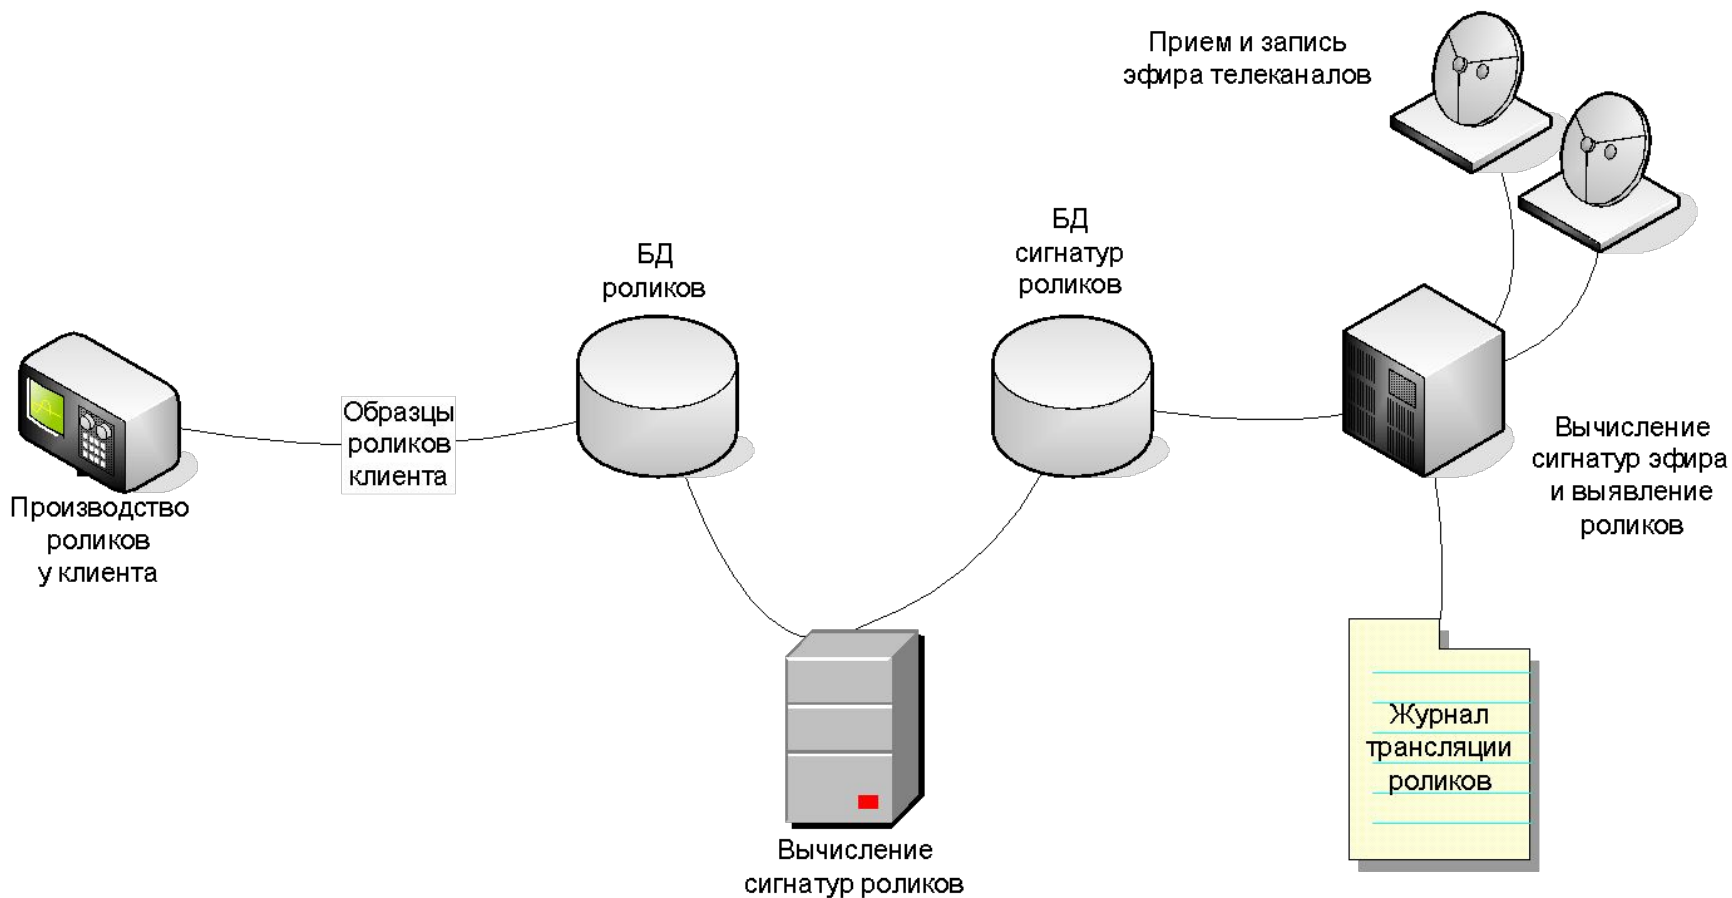 Прием и запись
эфира телеканалов
БД
сигнатур
роликов
БД
роликов
Образцы
роликов
клиента
Производство
роликов
у клиента
Вычисление
сигнатур эфира
и выявление
роликов
Журнал
трансляции
роликов
Вычисление
сигнатур роликов